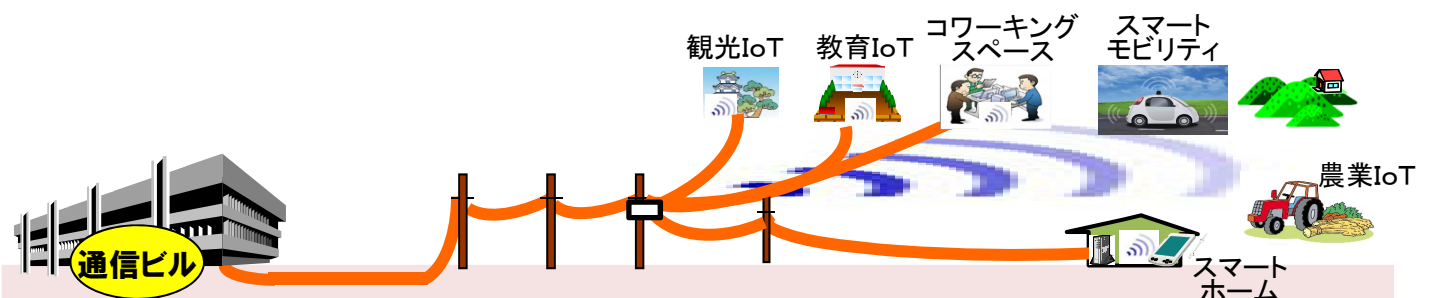 観光IoT
教育IoT
コワーキング
スペース
スマート
モビリティ
農業IoT
通信ビル
スマート
ホーム